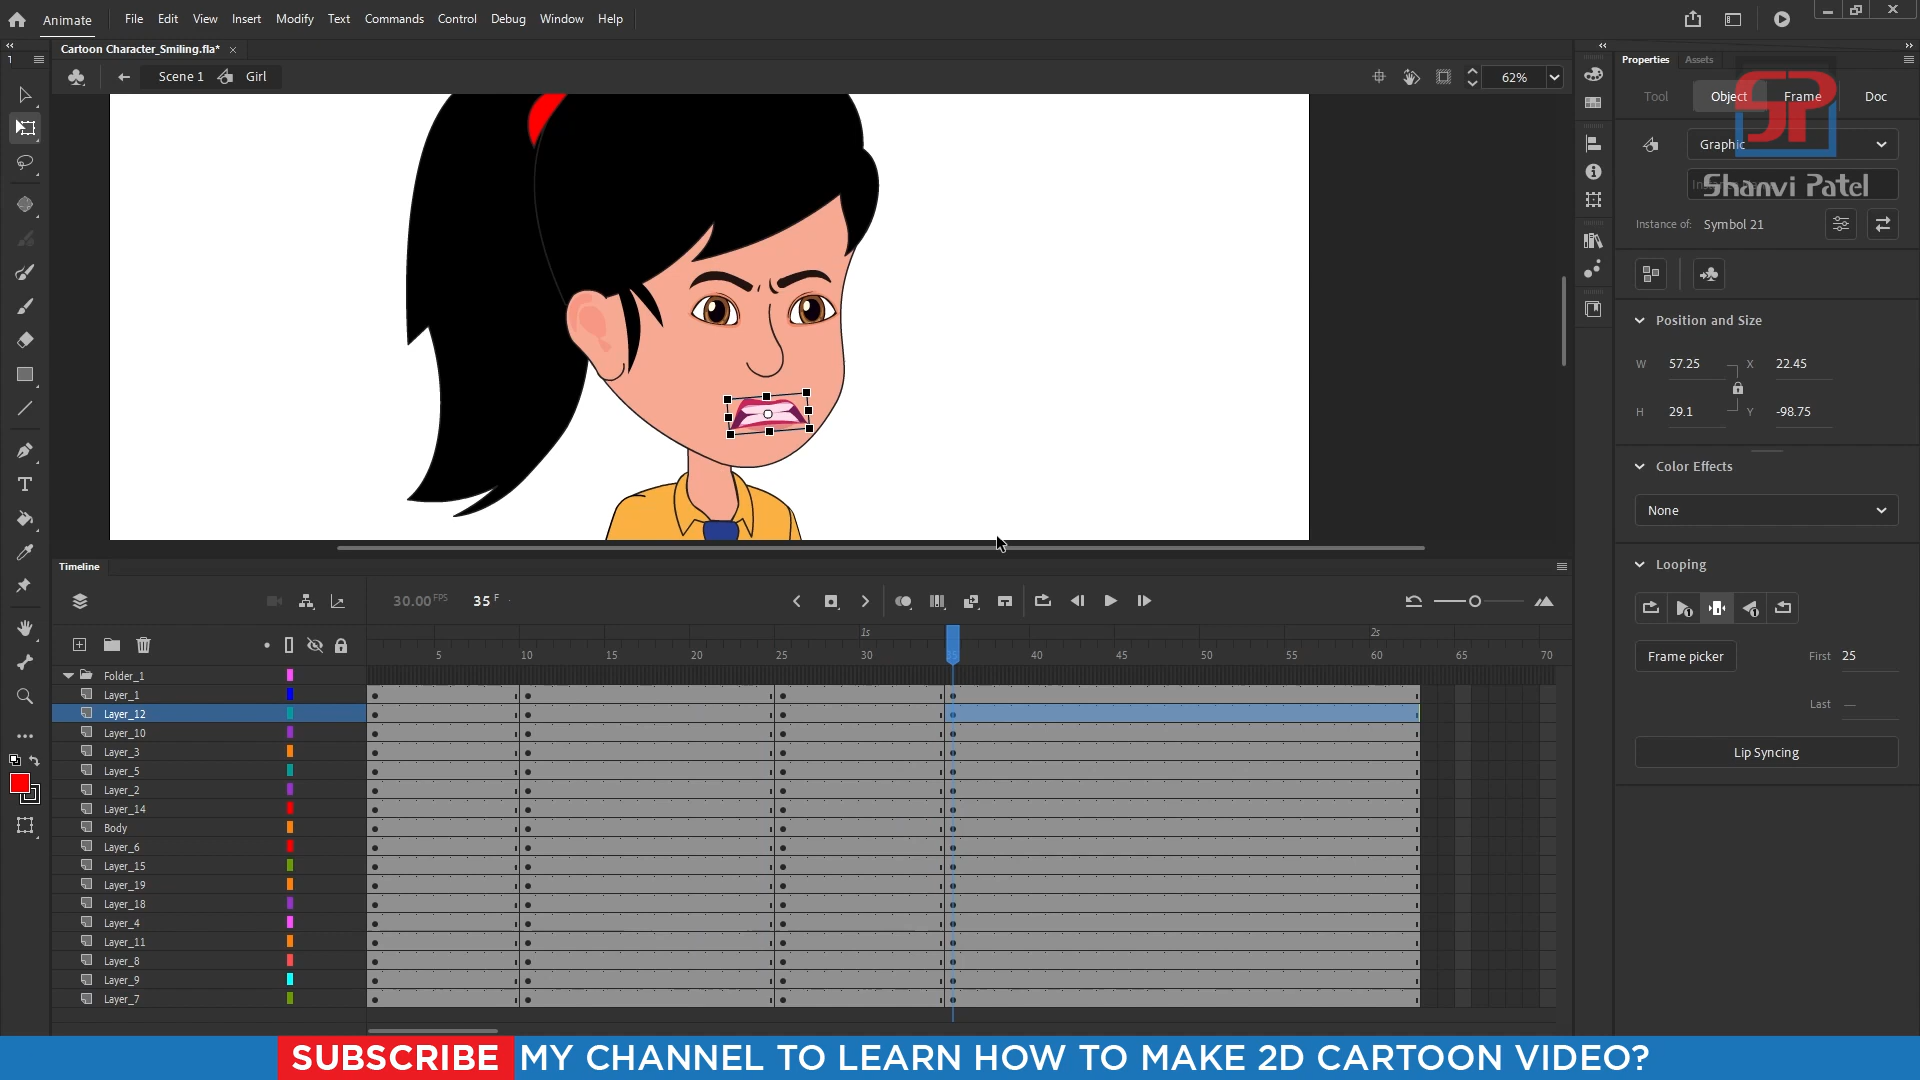 Animate
File Edit View Insert Modify Text Commands Control Debug Window Help
Cartoon Character_Smiling.fla*
Scene 1 Girl
62%
Properties Assets
Tool Object Frame Doc
Graphic
Shanvi Patel
Instance of: Symbol 21
Position and Size
W 57.25 X 22.45
H 29.1 Y -98.75
Color Effects
None
Looping
Frame picker First 25
Last —
Lip Syncing
Timeline
30.00 FPS 35 F
1s 2s
5 10 15 20 25 30 35 40 45 50 55 60 65 70
Folder_1
Layer_1
Layer_12
Layer_10
Layer_3
Layer_5
Layer_2
Layer_14
Body
Layer_6
Layer_15
Layer_19
Layer_18
Layer_4
Layer_11
Layer_8
Layer_9
Layer_7
SUBSCRIBE MY CHANNEL TO LEARN HOW TO MAKE 2D CARTOON VIDEO?